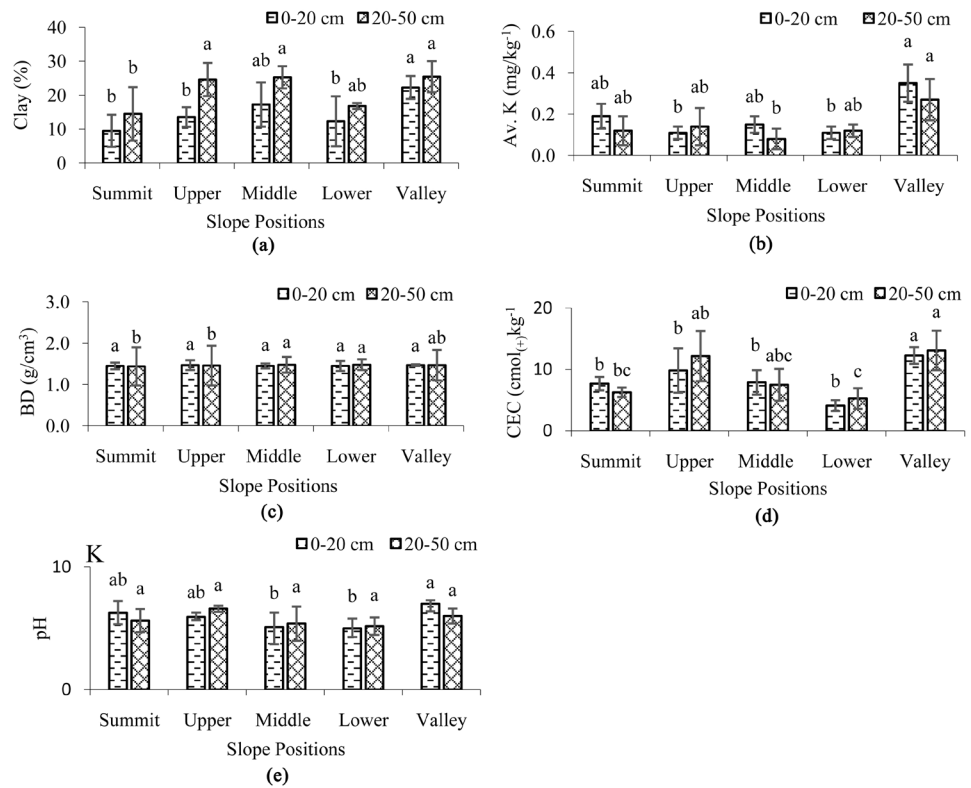 0-20 cm 20-50 cm
Clay (%)
40
30
20
10
0
b b b a b a b ab a a
Summit Upper Middle Lower Valley
Slope Positions
(a)
0-20 cm 20-50 cm
Av. K (mg/kg-1)
0.6
0.4
0.2
0.0
ab ab b ab ab b b ab a a
Summit Upper Middle Lower Valley
Slope Positions
(b)
0-20 cm 20-50 cm
BD (g/cm3)
3.0
2.0
1.0
0.0
a b a b a a a a a ab
Summit Upper Middle Lower Valley
Slope Positions
(c)
0-20 cm 20-50 cm
CEC (cmol(+)kg-1
20
10
0
b bc b ab b abc b c a a
Summit Upper Middle Lower Valley
Slope Positions
(d)
K
0-20 cm 20-50 cm
pH
10
0
ab a ab a b a b a a a
Summit Upper Middle Lower Valley
Slope Positions
(e)